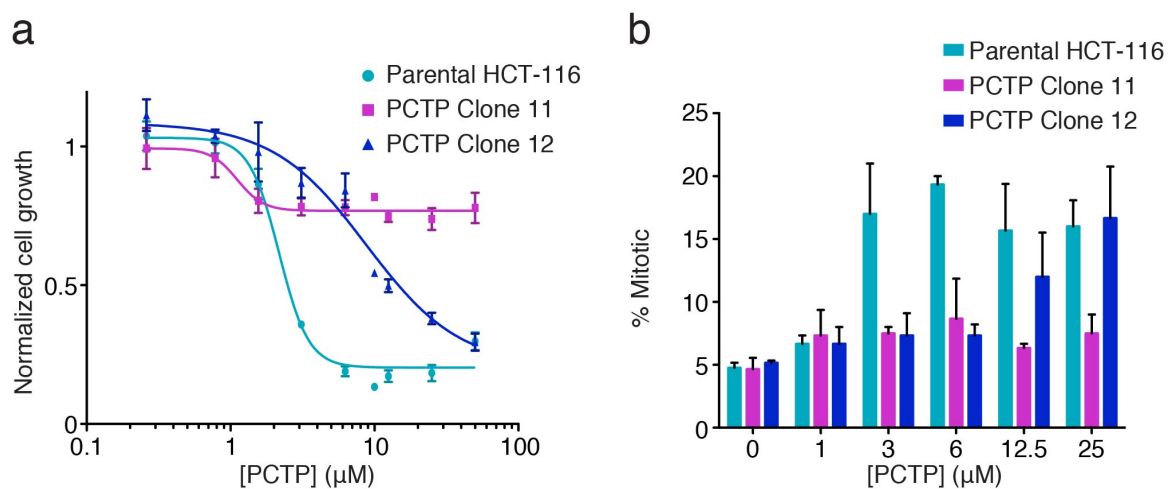 a
Parental HCT-116
PCTP Clone 11
PCTP Clone 12
Normalized cell growth
1
0.5
0
0.1
1
10
100
[PCTP] (μM)
b
Parental HCT-116
PCTP Clone 11
PCTP Clone 12
% Mitotic
25
20
15
10
5
0
0
1
3
6
12.5
25
[PCTP] (μM)